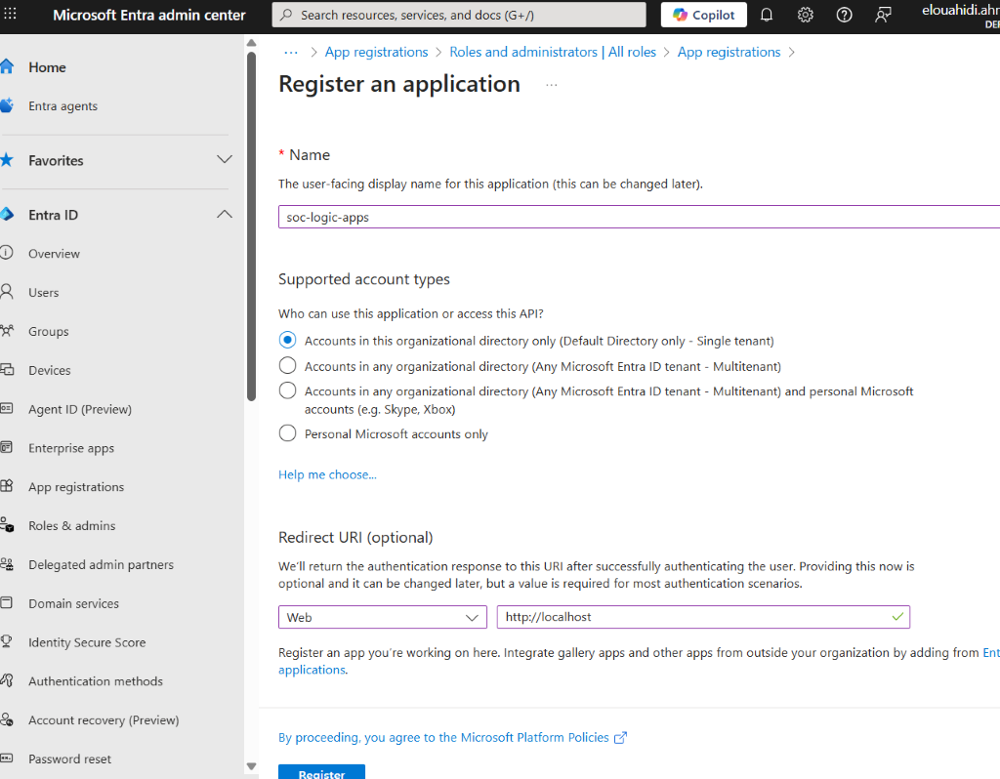 Microsoft Entra admin center
Search resources, services, and docs (G+/)
Copilot
elouahidi.ahm
DEF
Home
Entra agents
Favorites
Entra ID
Overview
Users
Groups
Devices
Agent ID (Preview)
Enterprise apps
App registrations
Roles & admins
Delegated admin partners
Domain services
Identity Secure Score
Authentication methods
Account recovery (Preview)
Password reset
··· > App registrations > Roles and administrators | All roles > App registrations >
Register an application ···
* Name
The user-facing display name for this application (this can be changed later).
soc-logic-apps
Supported account types
Who can use this application or access this API?
Accounts in this organizational directory only (Default Directory only - Single tenant)
Accounts in any organizational directory (Any Microsoft Entra ID tenant - Multitenant)
Accounts in any organizational directory (Any Microsoft Entra ID tenant - Multitenant) and personal Microsoft
accounts (e.g. Skype, Xbox)
Personal Microsoft accounts only
Help me choose...
Redirect URI (optional)
We'll return the authentication response to this URI after successfully authenticating the user. Providing this now is
optional and it can be changed later, but a value is required for most authentication scenarios.
Web
http://localhost
Register an app you're working on here. Integrate gallery apps and other apps from outside your organization by adding from Ent
applications.
By proceeding, you agree to the Microsoft Platform Policies
Register